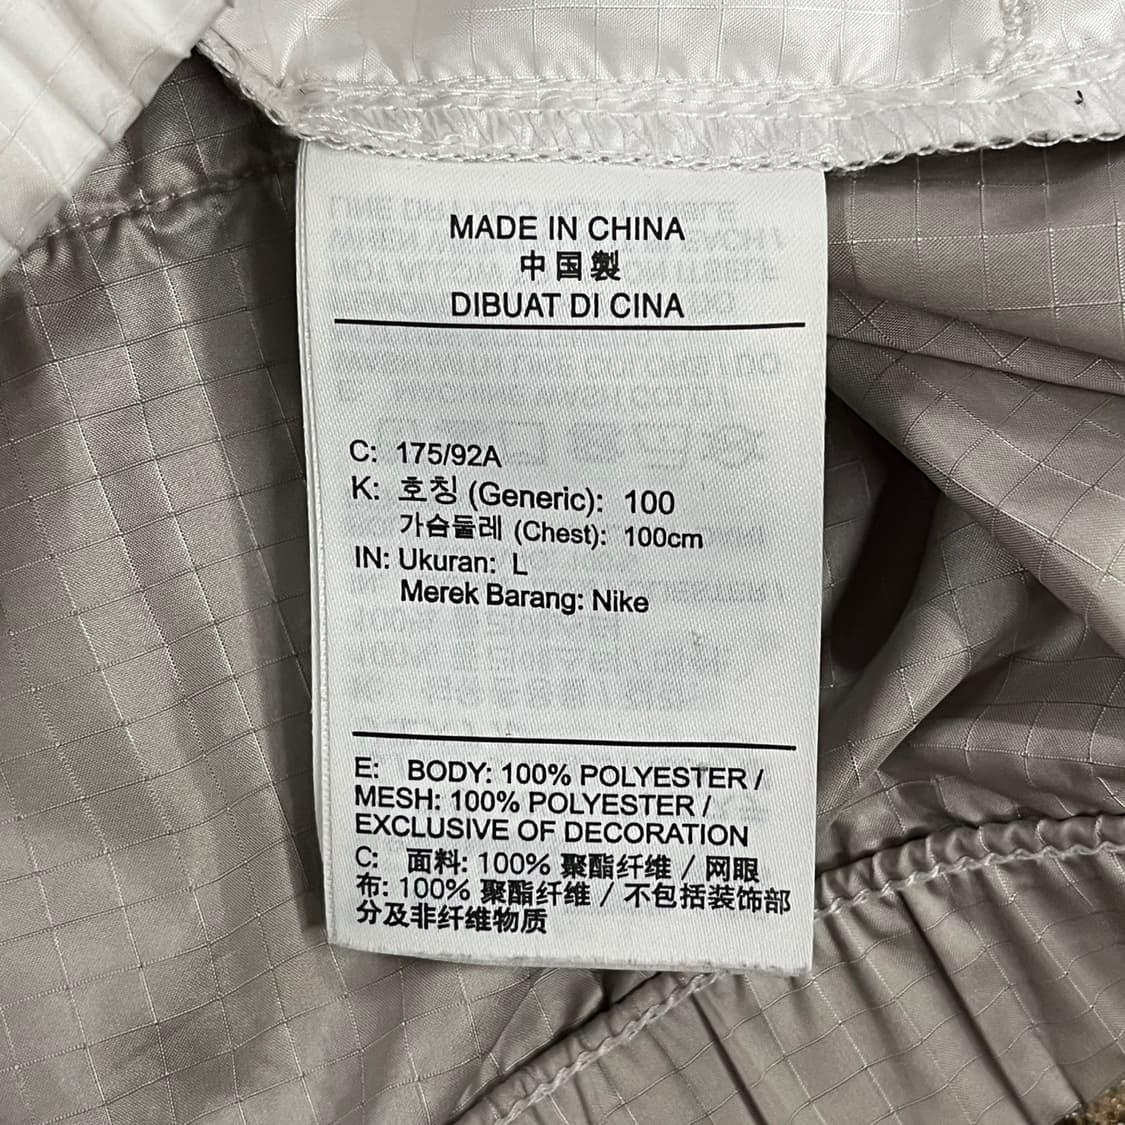 MADE IN CHINA
中国製
DIBUAT DI CINA
C: 175/92A
K: 호칭 (Generic): 100
가슴둘레 (Chest): 100cm
IN: Ukuran: L
Merek Barang: Nike
E: BODY: 100% POLYESTER /
MESH: 100% POLYESTER /
EXCLUSIVE OF DECORATION
C: 面料: 100% 聚酯纤维 / 网眼
布: 100% 聚酯纤维 / 不包括装饰部
分及非纤维物质